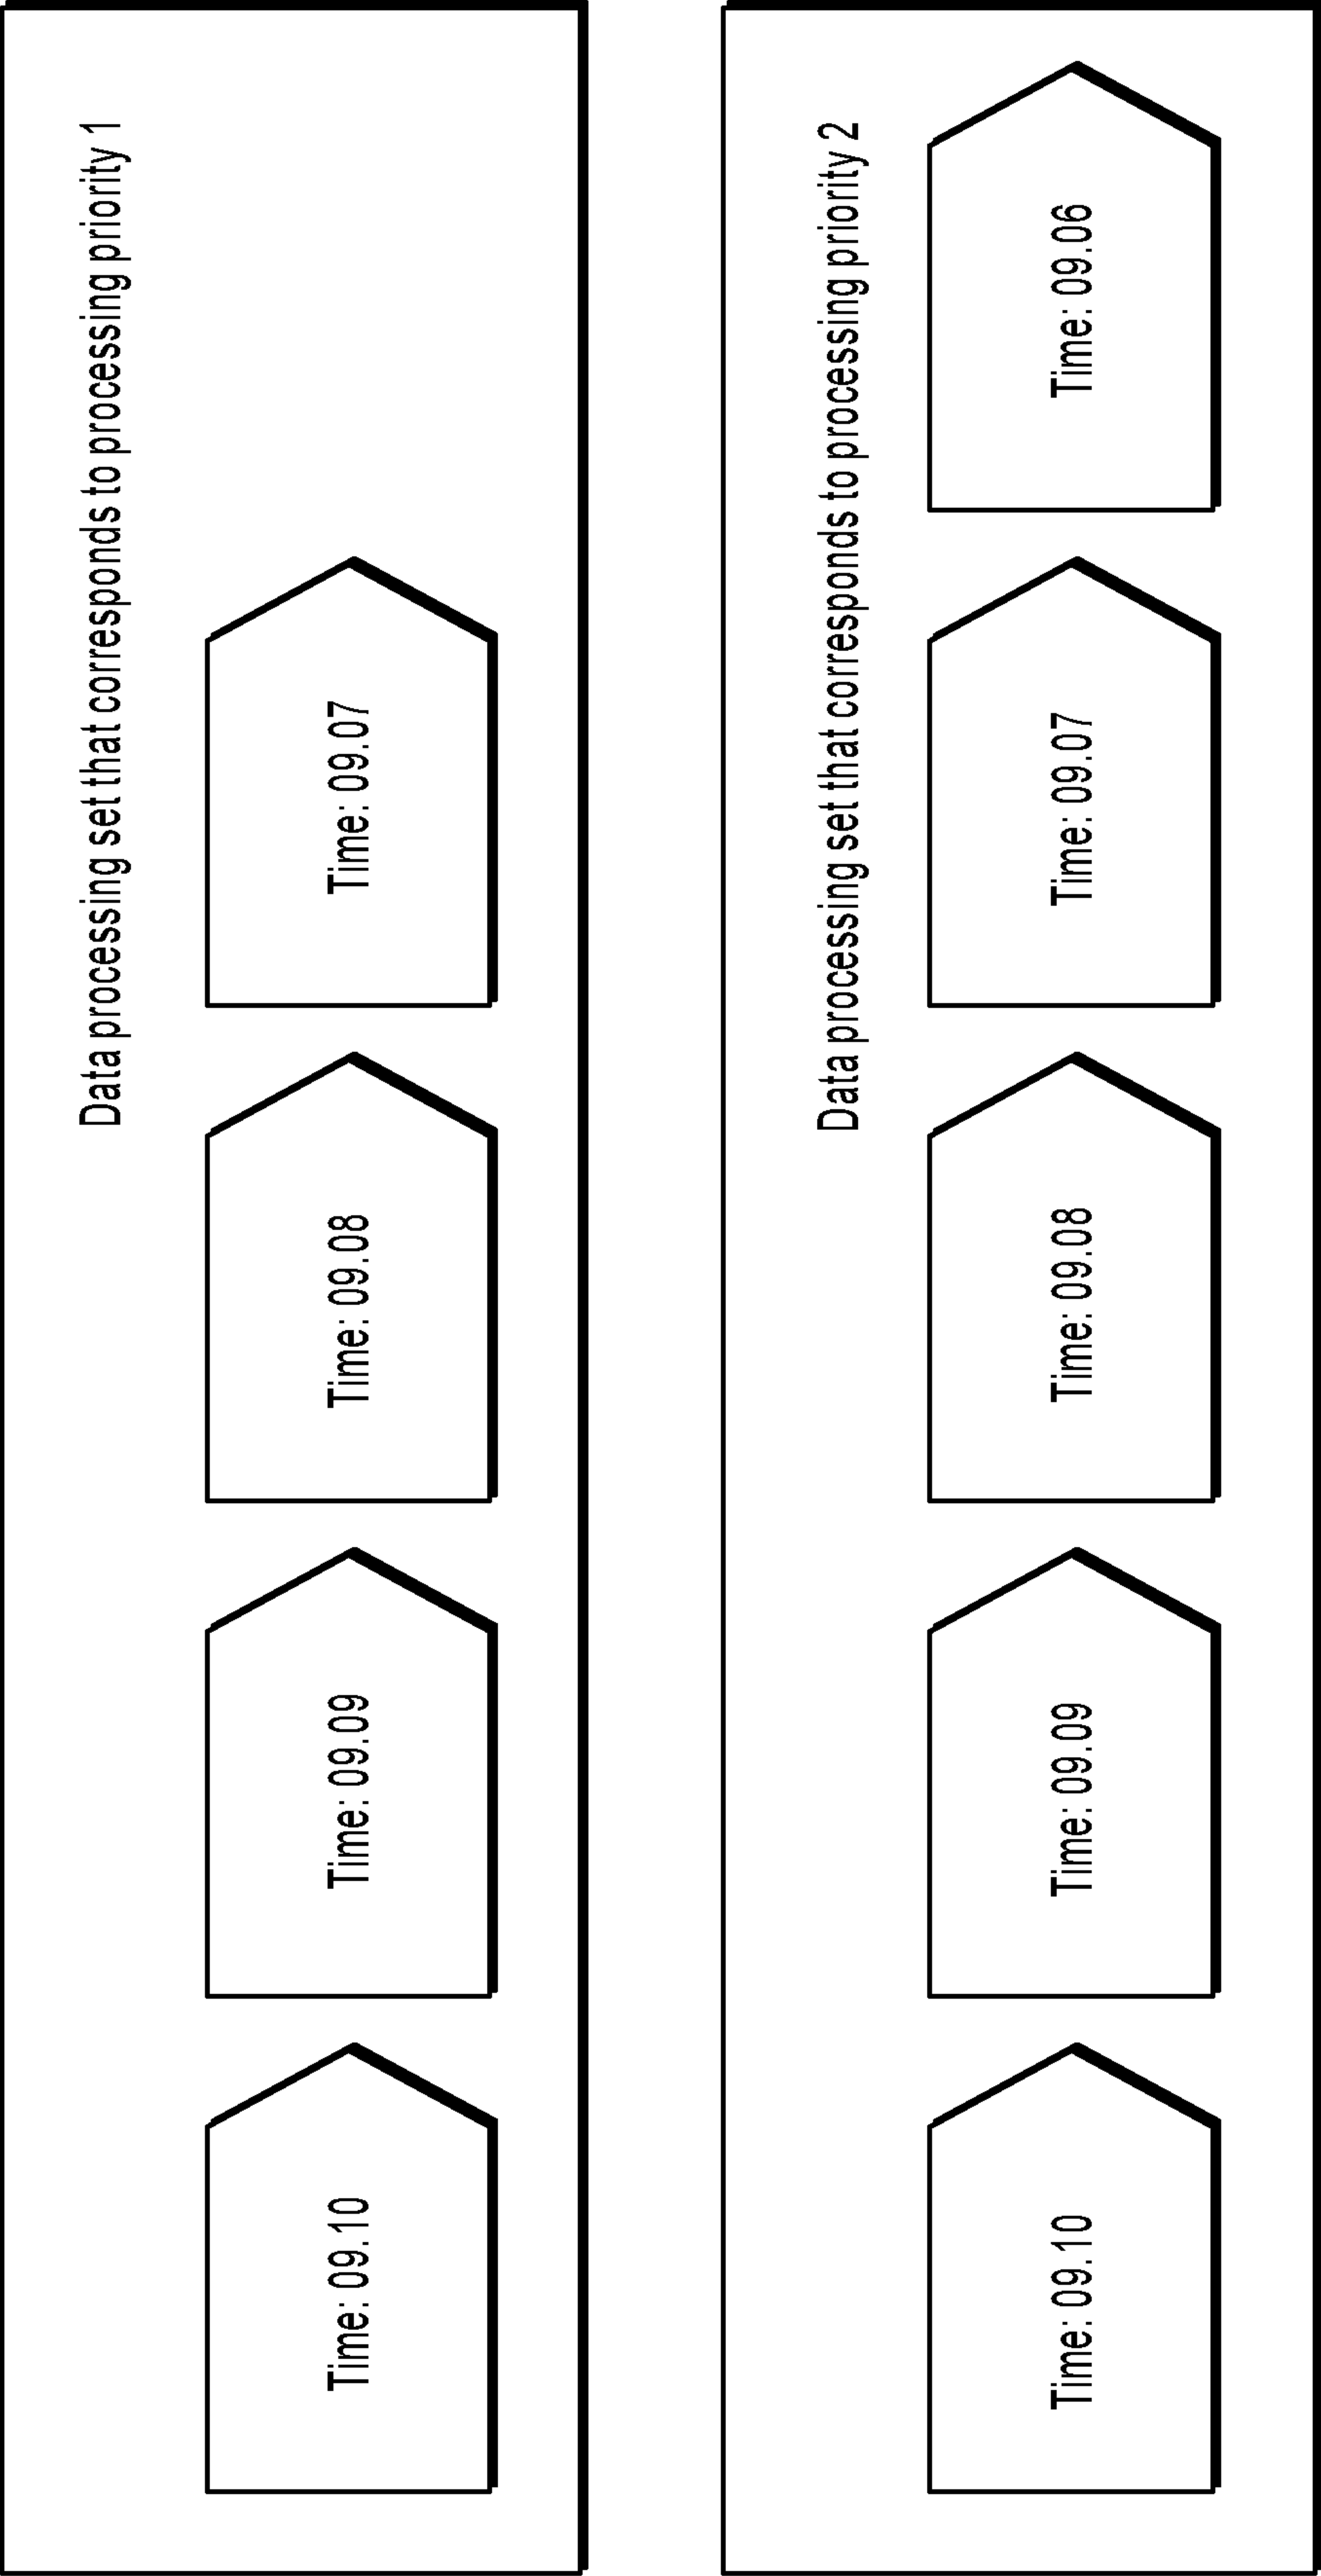 Data processing set that corresponds to processing priority 1
Time: 09.10
Time: 09.09
Time: 09.08
Time: 09.07
Data processing set that corresponds to processing priority 2
Time: 09.10
Time: 09.09
Time: 09.08
Time: 09.07
Time: 09.06